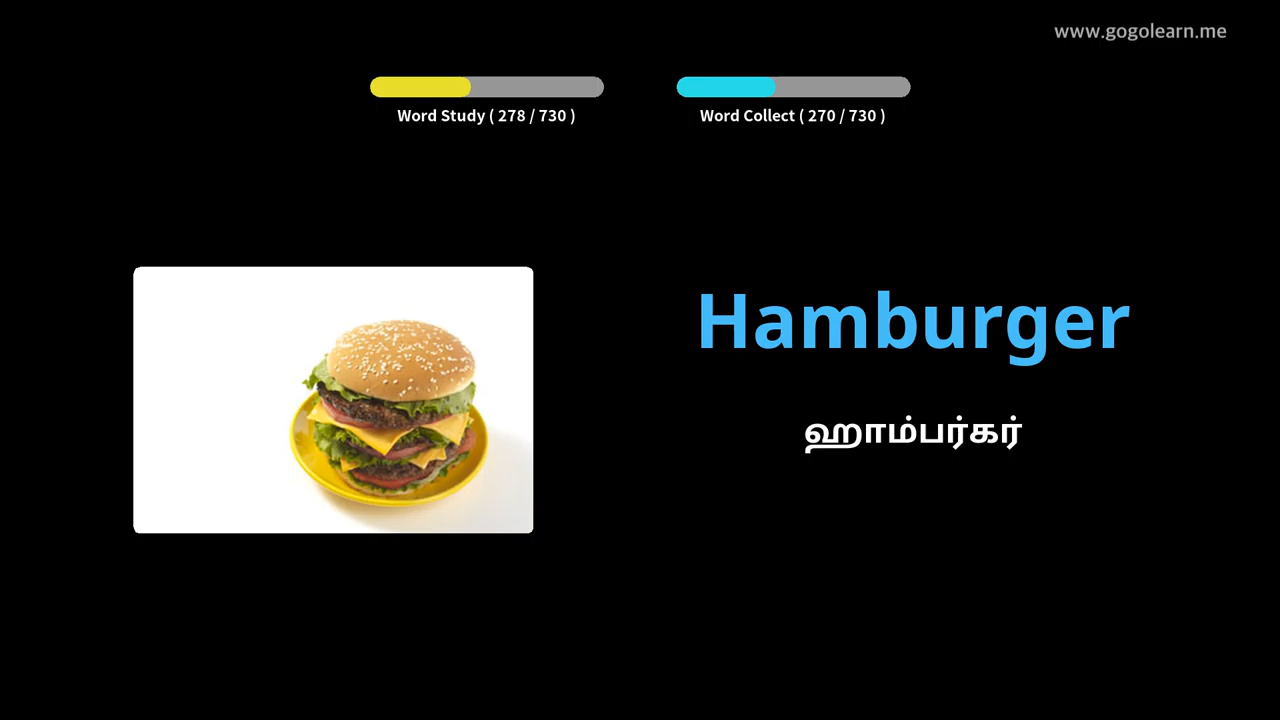 www.gogolearn.me
Word Study ( 278 / 730 )
Word Collect ( 270 / 730 )
Hamburger
ஹாம்பர்கர்